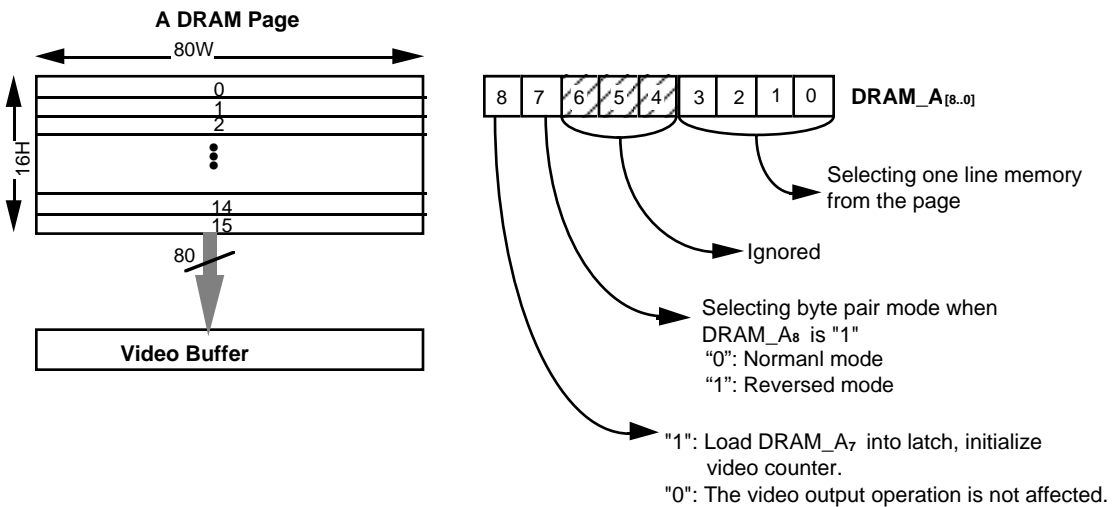 A DRAM Page
80W
16H
0
1
2
14
15
80
Video Buffer
8 7 6 5 4 3 2 1 0 DRAM_A[8..0]
Selecting one line memory
from the page
Ignored
Selecting byte pair mode when
DRAM_A8 is "1"
“0”: Normanl mode
“1”: Reversed mode
"1": Load DRAM_A7 into latch, initialize
video counter.
"0": The video output operation is not affected.